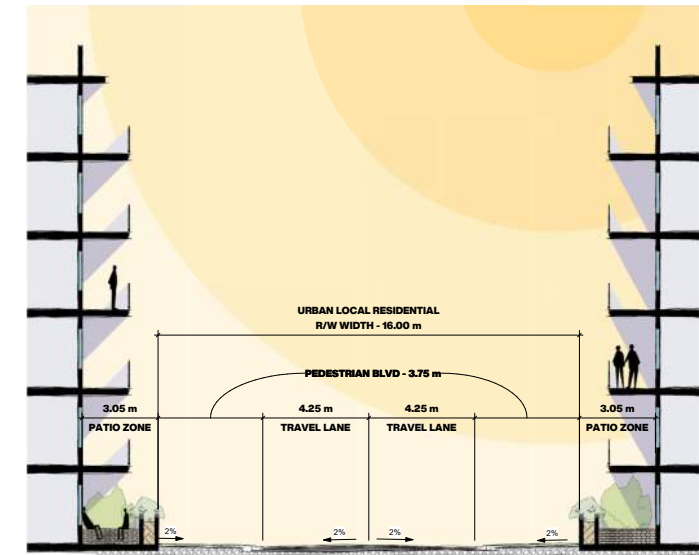 URBAN LOCAL RESIDENTIAL
R/W WIDTH - 16.00 m
PEDESTRIAN BLVD - 3.75 m
3.05 m
4.25 m
4.25 m
3.05 m
PATIO ZONE
TRAVEL LANE
TRAVEL LANE
PATIO ZONE
2%
2%
2%
2%